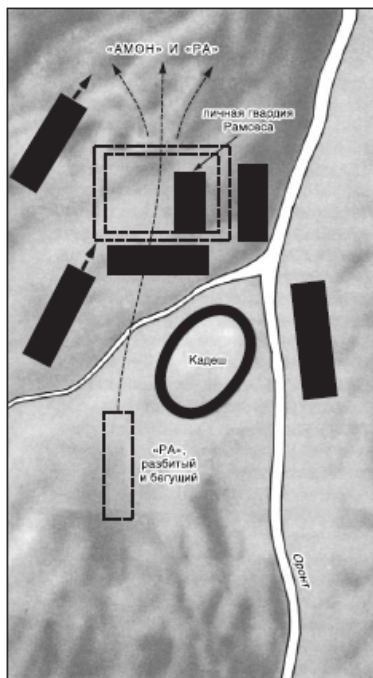 «АМОН» И «РА»
личная гвардия
Рамсеса
Кадеш
«РА»,
разбитый
и бегущий
Оронт